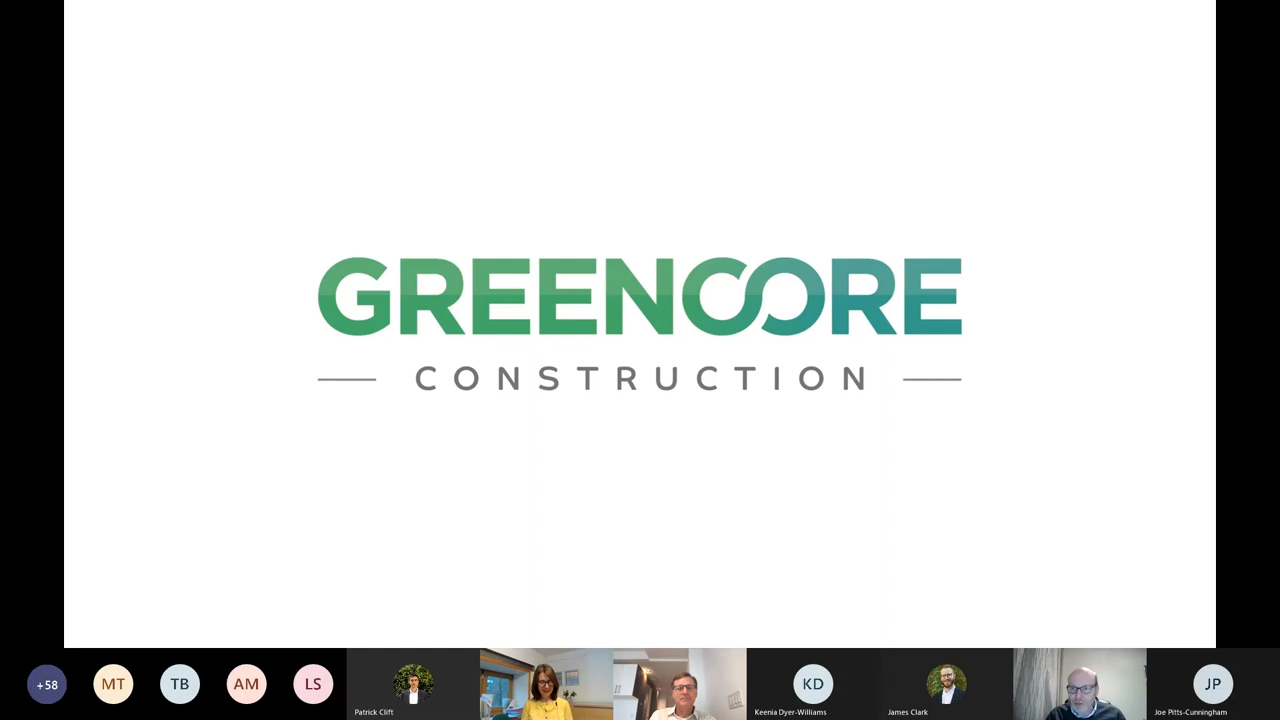 GREENCORE
CONSTRUCTION
+58
MT
TB
AM
LS
Patrick Clift
KD
Keenia Dyer-Williams
James Clark
JP
Joe Pitts-Cunningham